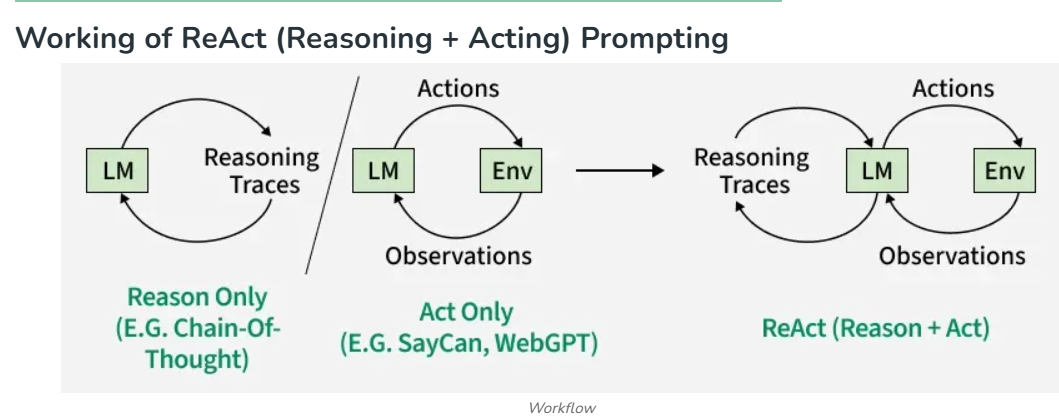 Working of ReAct (Reasoning + Acting) Prompting
LM
Reasoning
Traces
Reason Only
(E.G. Chain-Of-
Thought)
Actions
LM
Env
Observations
Act Only
(E.G. SayCan, WebGPT)
Reasoning
Traces
LM
Actions
Env
Observations
ReAct (Reason + Act)
Workflow